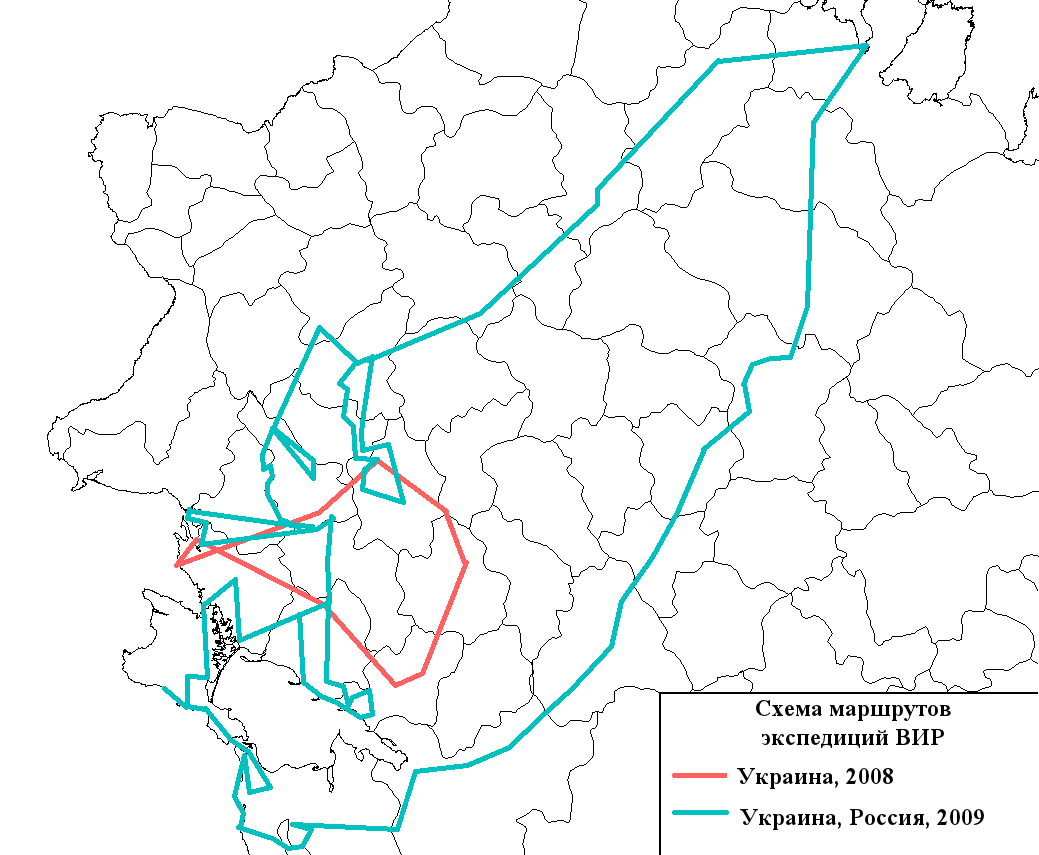 Схема маршрутов
экспедиций ВИР
Украина, 2008
Украина, Россия, 2009